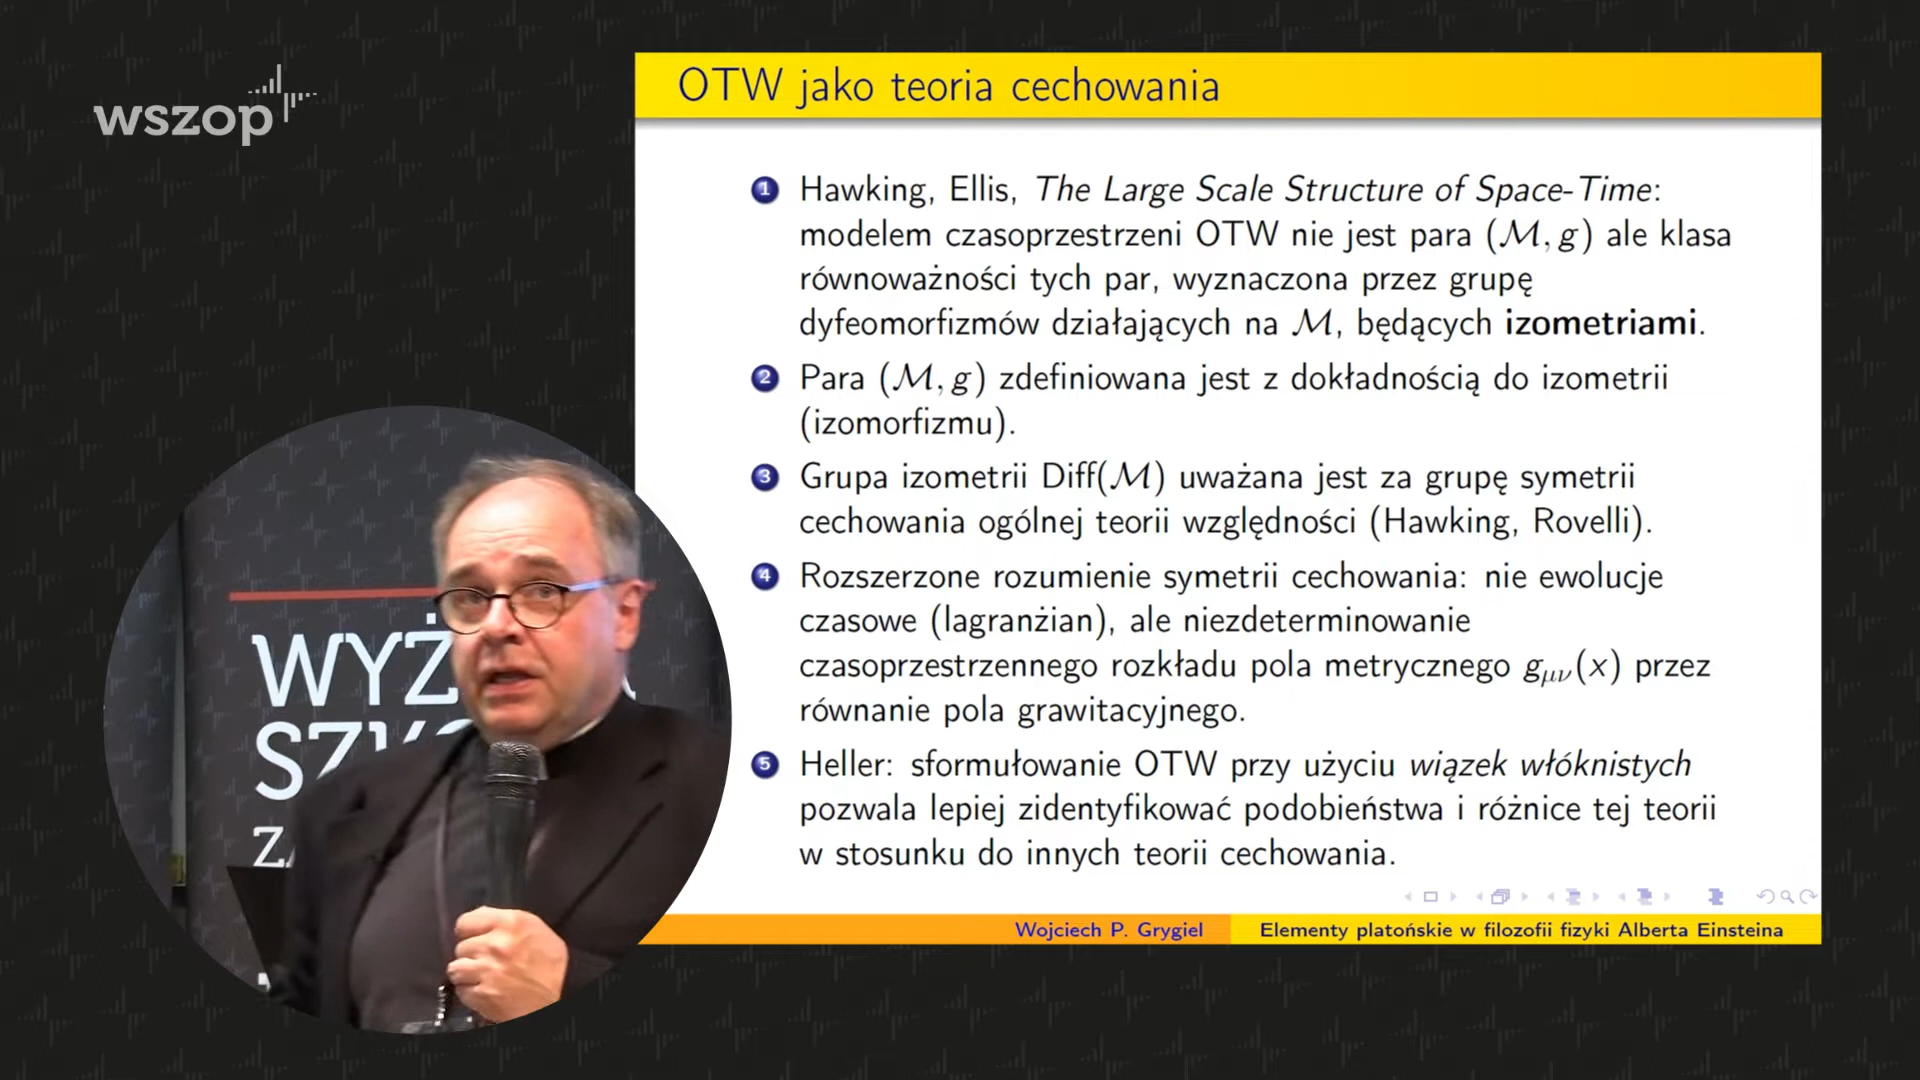 wszop
OTW jako teoria cechowania
1 Hawking, Ellis, The Large Scale Structure of Space-Time:
modelem czasoprzestrzeni OTW nie jest para (ℳ, g) ale klasa
równoważności tych par, wyznaczona przez grupę
dyfeomorfizmów działających na ℳ, będących izometriami.
2 Para (ℳ, g) zdefiniowana jest z dokładnością do izometrii
(izomorfizmu).
3 Grupa izometrii Diff(ℳ) uważana jest za grupę symetrii
cechowania ogólnej teorii względności (Hawking, Rovelli).
4 Rozszerzone rozumienie symetrii cechowania: nie ewolucje
czasowe (lagranżian), ale niezdeterminowanie
czasoprzestrzennego rozkładu pola metrycznego gμν(x) przez
równanie pola grawitacyjnego.
5 Heller: sformułowanie OTW przy użyciu wiązek włóknistych
pozwala lepiej zidentyfikować podobieństwa i różnice tej teorii
w stosunku do innych teorii cechowania.
Wojciech P. Grygiel Elementy platońskie w filozofii fizyki Alberta Einsteina